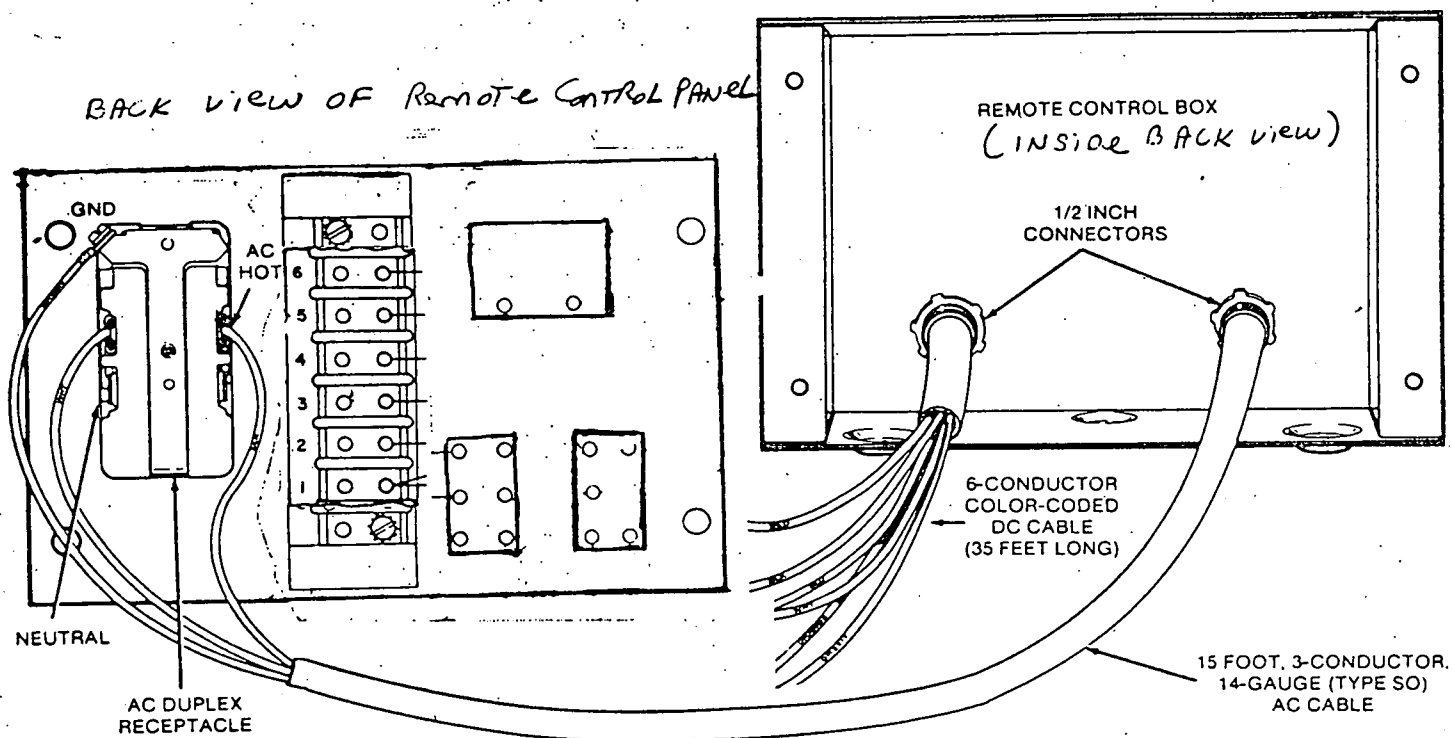 BACK VIEW OF Remote CONTROL PANEL
REMOTE CONTROL BOX
(INSIDE BACK VIEW)
1/2 INCH
CONNECTORS
GND
AC
HOT
6
5
4
3
2
1
6-CONDUCTOR
COLOR-CODED
DC CABLE
(35 FEET LONG)
NEUTRAL
AC DUPLEX
RECEPTACLE
15 FOOT, 3-CONDUCTOR,
14-GAUGE (TYPE SO)
AC CABLE